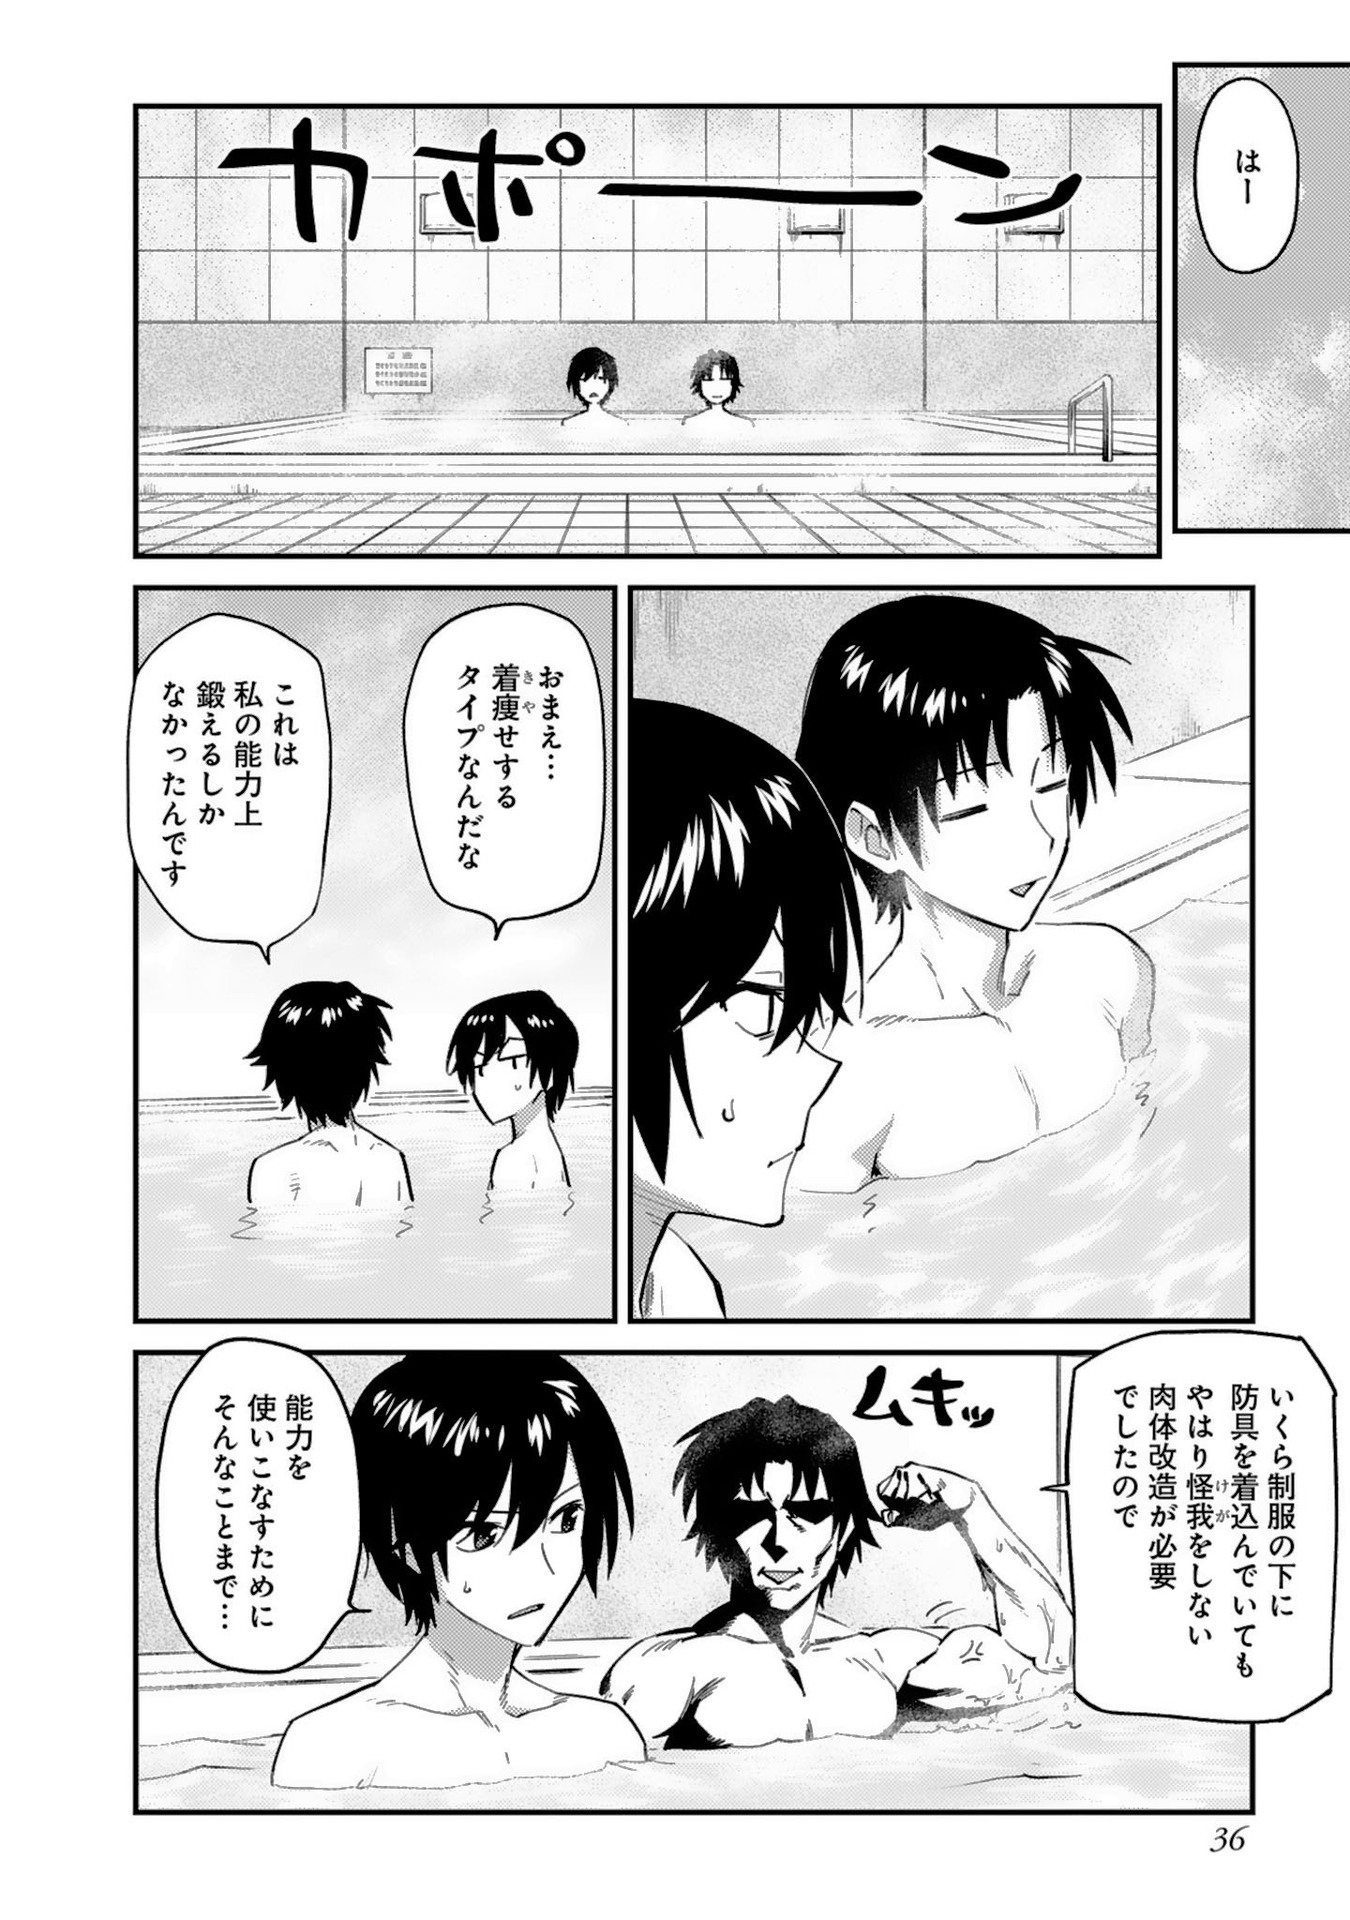 はー
カポーン
おまえ…
着痩せする
タイプなんだな
これは
私の能力上
鍛えるしか
なかったんです
いくら制服の下に
防具を着込んでいても
やはり怪我をしない
肉体改造が必要
でしたので
ムキッ
能力を
使いこなすために
そんなことまで…
36